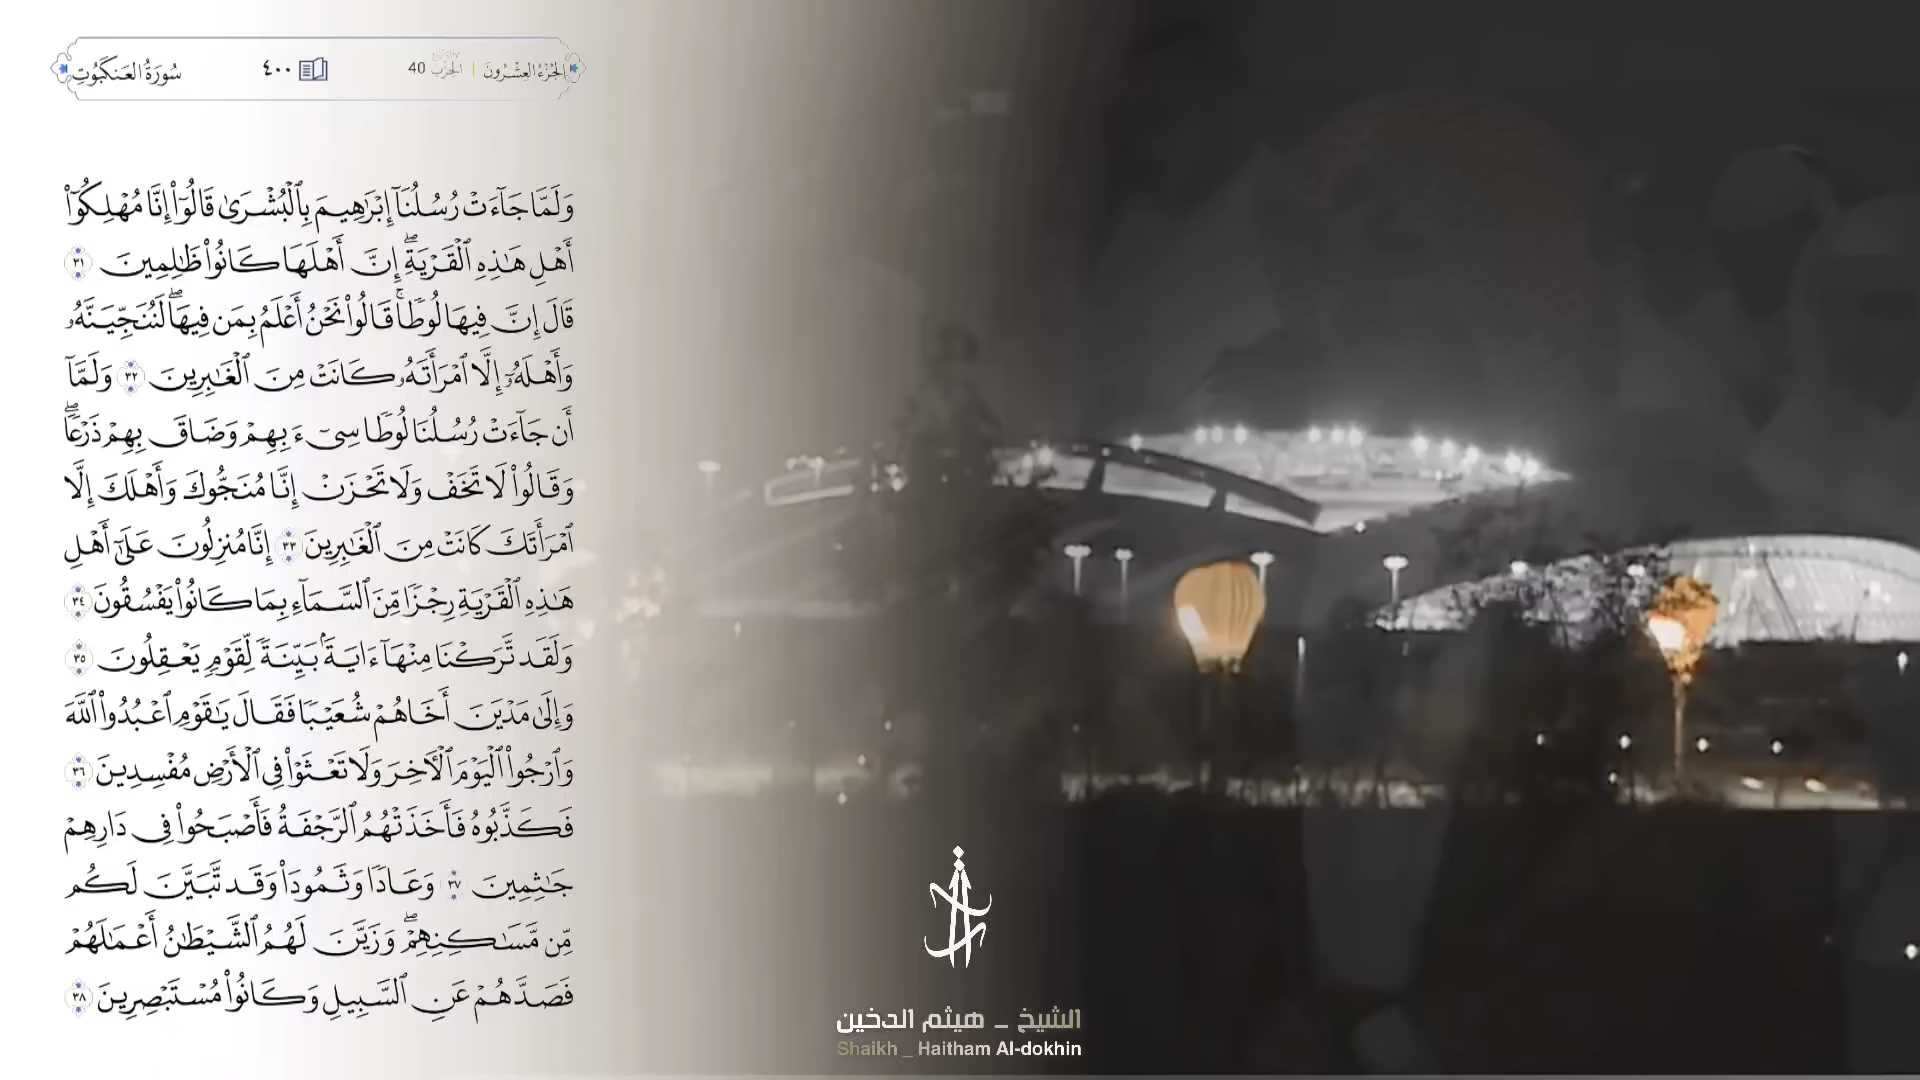 سُورَةُ العَنكَبُوتِ
٤٠٠
الجُزْءُ العِشْرُونَ | الحِزْب 40
وَلَمَّا جَآءَتْ رُسُلُنَآ إِبْرَٰهِيمَ بِٱلْبُشْرَىٰ قَالُوٓا۟ إِنَّا مُهْلِكُوٓا۟
أَهْلِ هَٰذِهِ ٱلْقَرْيَةِ ۖ إِنَّ أَهْلَهَا كَانُوا۟ ظَٰلِمِينَ ٣١
قَالَ إِنَّ فِيهَا لُوطًا ۚ قَالُوا۟ نَحْنُ أَعْلَمُ بِمَن فِيهَا ۖ لَنُنَجِّيَنَّهُۥ
وَأَهْلَهُۥٓ إِلَّا ٱمْرَأَتَهُۥ كَانَتْ مِنَ ٱلْغَٰبِرِينَ ٣٢ وَلَمَّآ
أَن جَآءَتْ رُسُلُنَا لُوطًا سِىٓءَ بِهِمْ وَضَاقَ بِهِمْ ذَرْعًا ۖ
وَقَالُوا۟ لَا تَخَفْ وَلَا تَحْزَنْ إِنَّا مُنَجُّوكَ وَأَهْلَكَ إِلَّا
ٱمْرَأَتَكَ كَانَتْ مِنَ ٱلْغَٰبِرِينَ ٣٣ إِنَّا مُنزِلُونَ عَلَىٰٓ أَهْلِ
هَٰذِهِ ٱلْقَرْيَةِ رِجْزًا مِّنَ ٱلسَّمَآءِ بِمَا كَانُوا۟ يَفْسُقُونَ ٣٤
وَلَقَد تَّرَكْنَا مِنْهَآ ءَايَةًۢ بَيِّنَةً لِّقَوْمٍ يَعْقِلُونَ ٣٥
وَإِلَىٰ مَدْيَنَ أَخَاهُمْ شُعَيْبًا فَقَالَ يَٰقَوْمِ ٱعْبُدُوا۟ ٱللَّهَ
وَٱرْجُوا۟ ٱلْيَوْمَ ٱلْءَاخِرَ وَلَا تَعْثَوْا۟ فِى ٱلْأَرْضِ مُفْسِدِينَ ٣٦
فَكَذَّبُوهُ فَأَخَذَتْهُمُ ٱلرَّجْفَةُ فَأَصْبَحُوا۟ فِى دَارِهِمْ
جَٰثِمِينَ ٣٧ وَعَادًا وَثَمُودَا۟ وَقَد تَّبَيَّنَ لَكُم
مِّن مَّسَٰكِنِهِمْ ۖ وَزَيَّنَ لَهُمُ ٱلشَّيْطَٰنُ أَعْمَٰلَهُمْ
فَصَدَّهُمْ عَنِ ٱلسَّبِيلِ وَكَانُوا۟ مُسْتَبْصِرِينَ ٣٨
الشيخ _ هيثم الدخين
Shaikh _ Haitham Al-dokhin